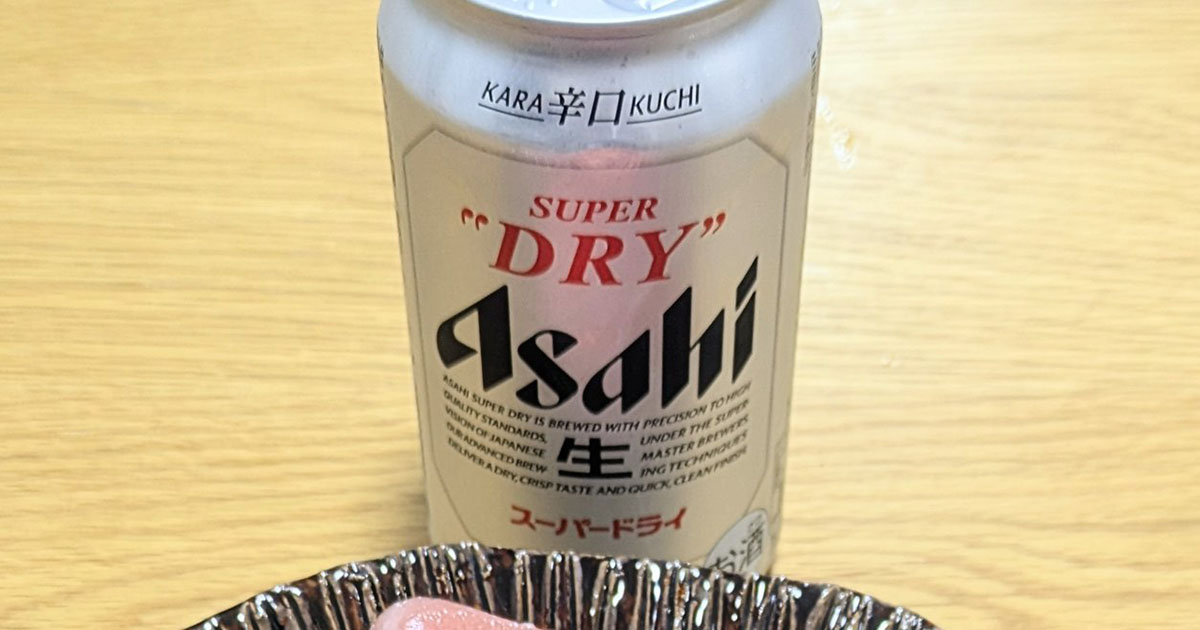 KARA 辛口 KUCHI
SUPER
"DRY"
Asahi
ASAHI SUPER DRY IS BREWED WITH PRECISION TO HIGH
QUALITY STANDARDS, UNDER THE SUPER-
VISION OF JAPANESE MASTER BREWERS.
OUR ADVANCED BREW- ING TECHNIQUES
DELIVER A DRY, CRISP TASTE AND QUICK, CLEAN FINISH.
生
スーパードライ
お酒